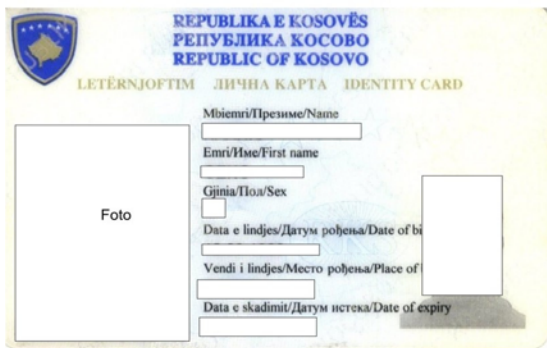 REPUBLIKA E KOSOVËS
РЕПУБЛИКА КОСОВО
REPUBLIC OF KOSOVO
LETËRNJOFTIM ЛИЧНА КАРТА IDENTITY CARD
Mbiemri/Презиме/Name
Emri/Име/First name
Gjinia/Пол/Sex
Foto
Data e lindjes/Датум рођења/Date of bi
Vendi i lindjes/Место рођења/Place of
Data e skadimit/Датум истека/Date of expiry